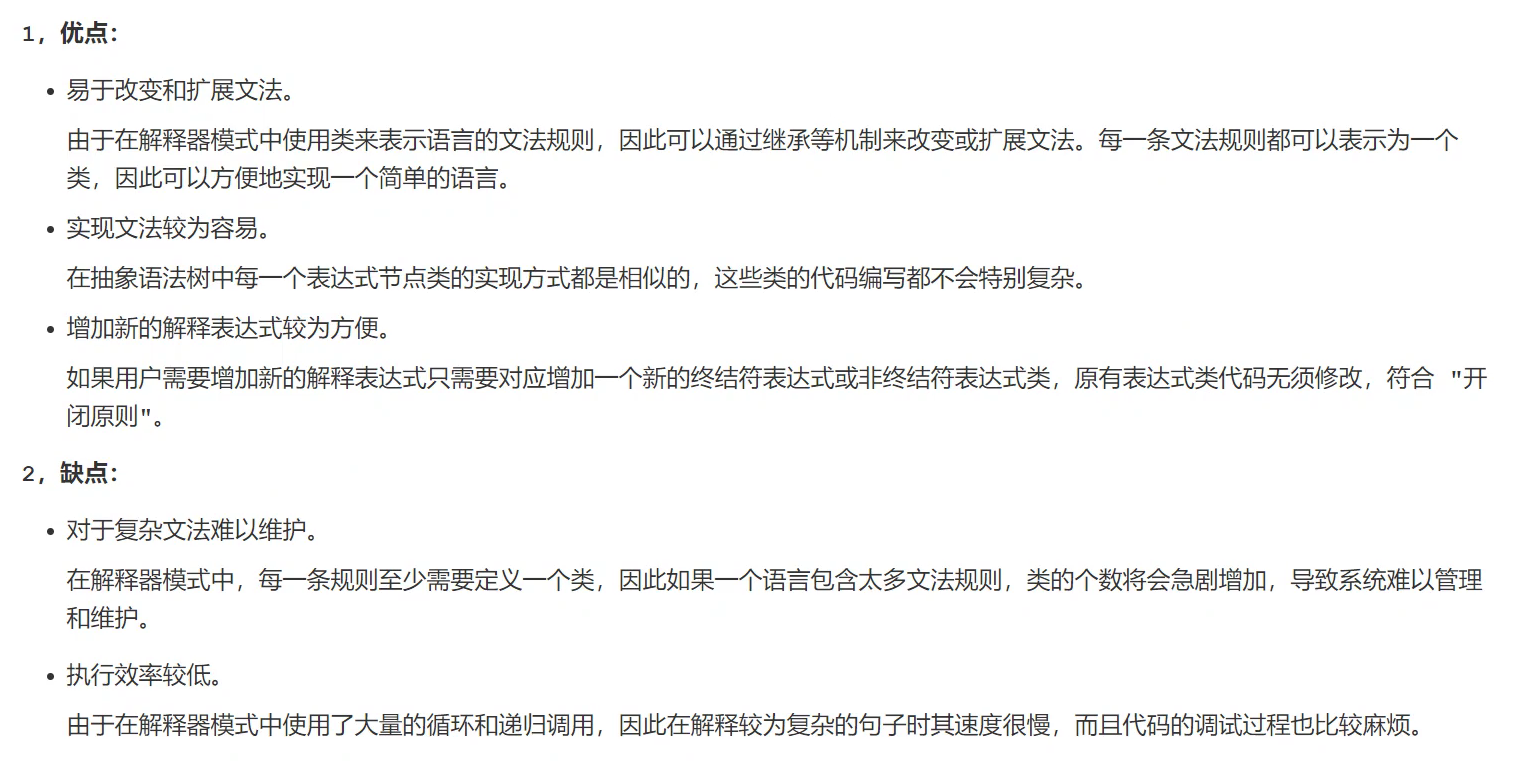 1，优点：
• 易于改变和扩展文法。
由于在解释器模式中使用类来表示语言的文法规则，因此可以通过继承等机制来改变或扩展文法。每一条文法规则都可以表示为一个
类，因此可以方便地实现一个简单的语言。
• 实现文法较为容易。
在抽象语法树中每一个表达式节点类的实现方式都是相似的，这些类的代码编写都不会特别复杂。
• 增加新的解释表达式较为方便。
如果用户需要增加新的解释表达式只需要对应增加一个新的终结符表达式或非终结符表达式类，原有表达式类代码无须修改，符合 "开
闭原则"。
2，缺点：
• 对于复杂文法难以维护。
在解释器模式中，每一条规则至少需要定义一个类，因此如果一个语言包含太多文法规则，类的个数将会急剧增加，导致系统难以管理
和维护。
• 执行效率较低。
由于在解释器模式中使用了大量的循环和递归调用，因此在解释较为复杂的句子时其速度很慢，而且代码的调试过程也比较麻烦。